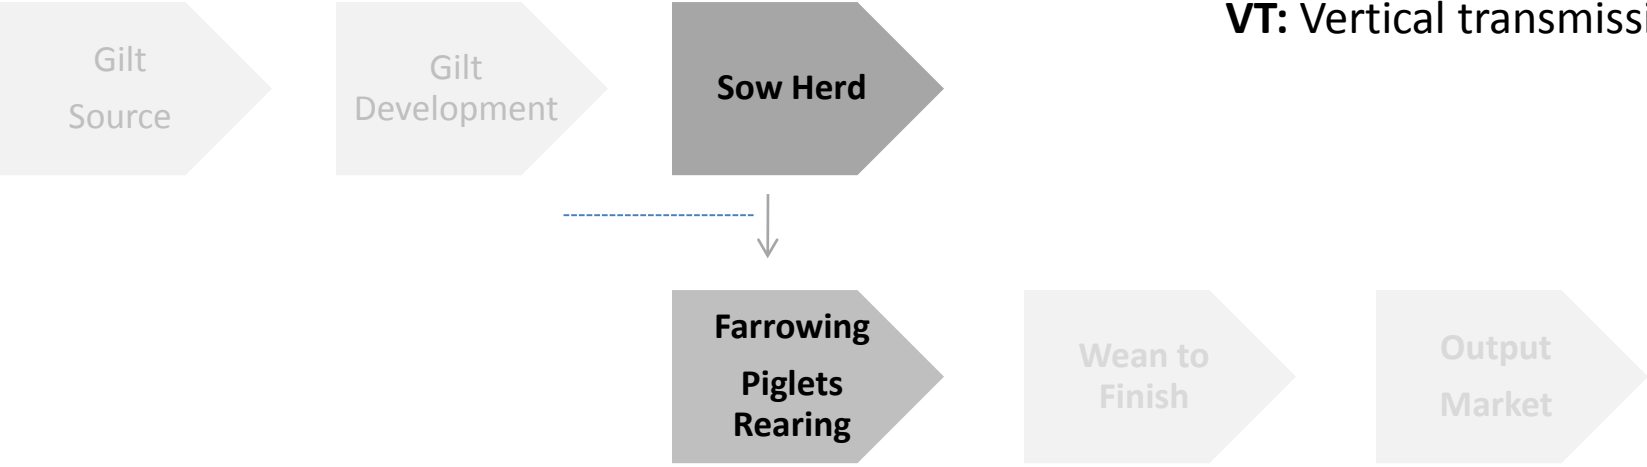 VT: Vertical transmissi
Gilt
Source
Gilt
Development
Sow Herd
Farrowing
Piglets
Rearing
Wean to
Finish
Output
Market